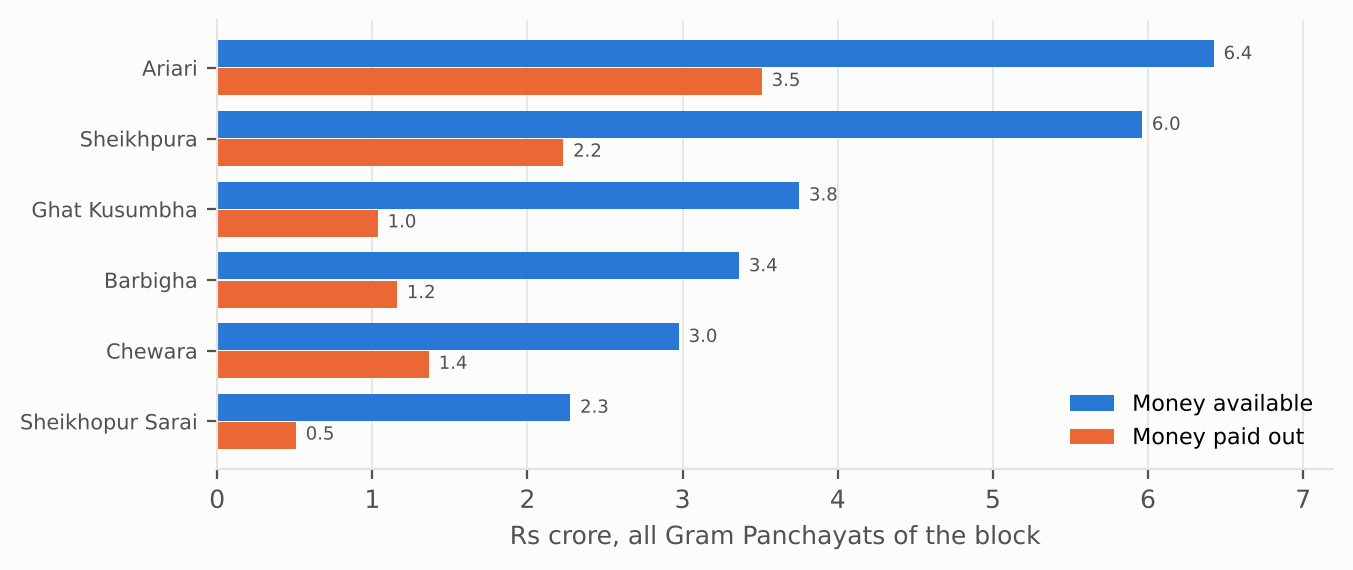 Ariari
6.4
3.5
Sheikhpura
6.0
2.2
Ghat Kusumbha
3.8
1.0
Barbigha
3.4
1.2
Chewara
3.0
1.4
Sheikhopur Sarai
2.3
0.5
Money available
Money paid out
0 1 2 3 4 5 6 7
Rs crore, all Gram Panchayats of the block